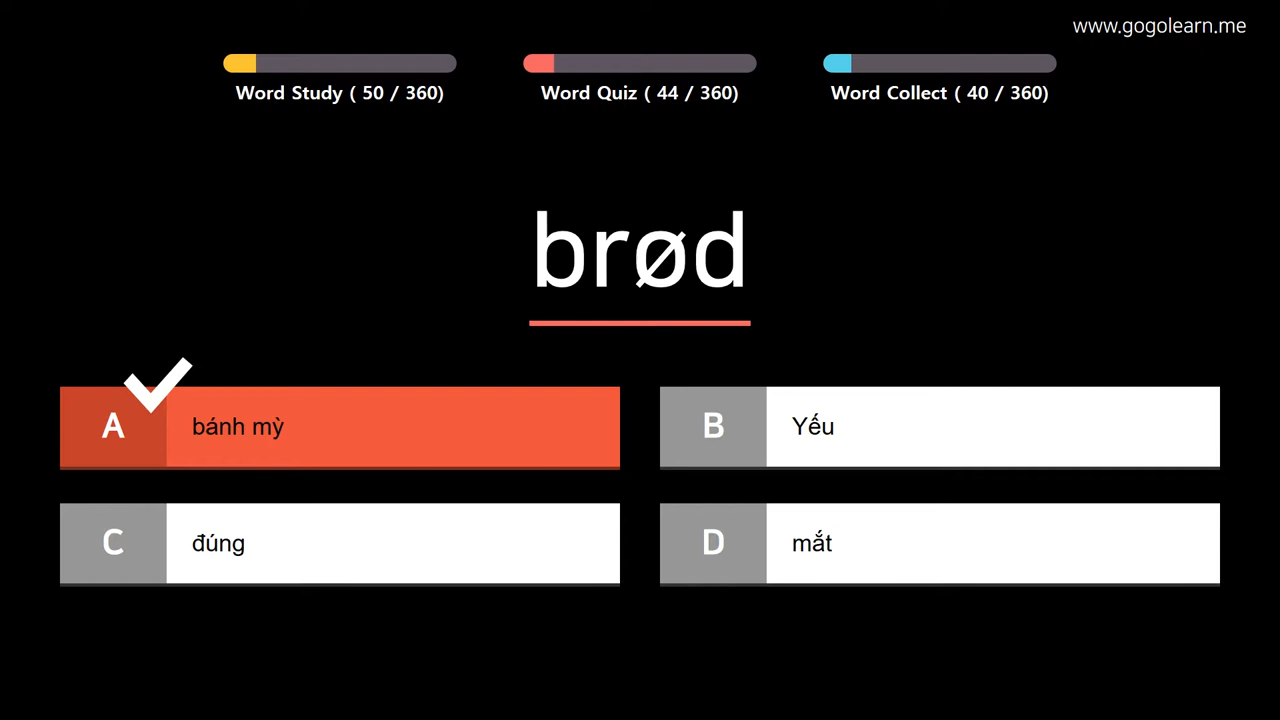 www.gogolearn.me
Word Study ( 50 / 360)
Word Quiz ( 44 / 360)
Word Collect ( 40 / 360)
brød
A bánh mỳ
B Yếu
C đúng
D mắt